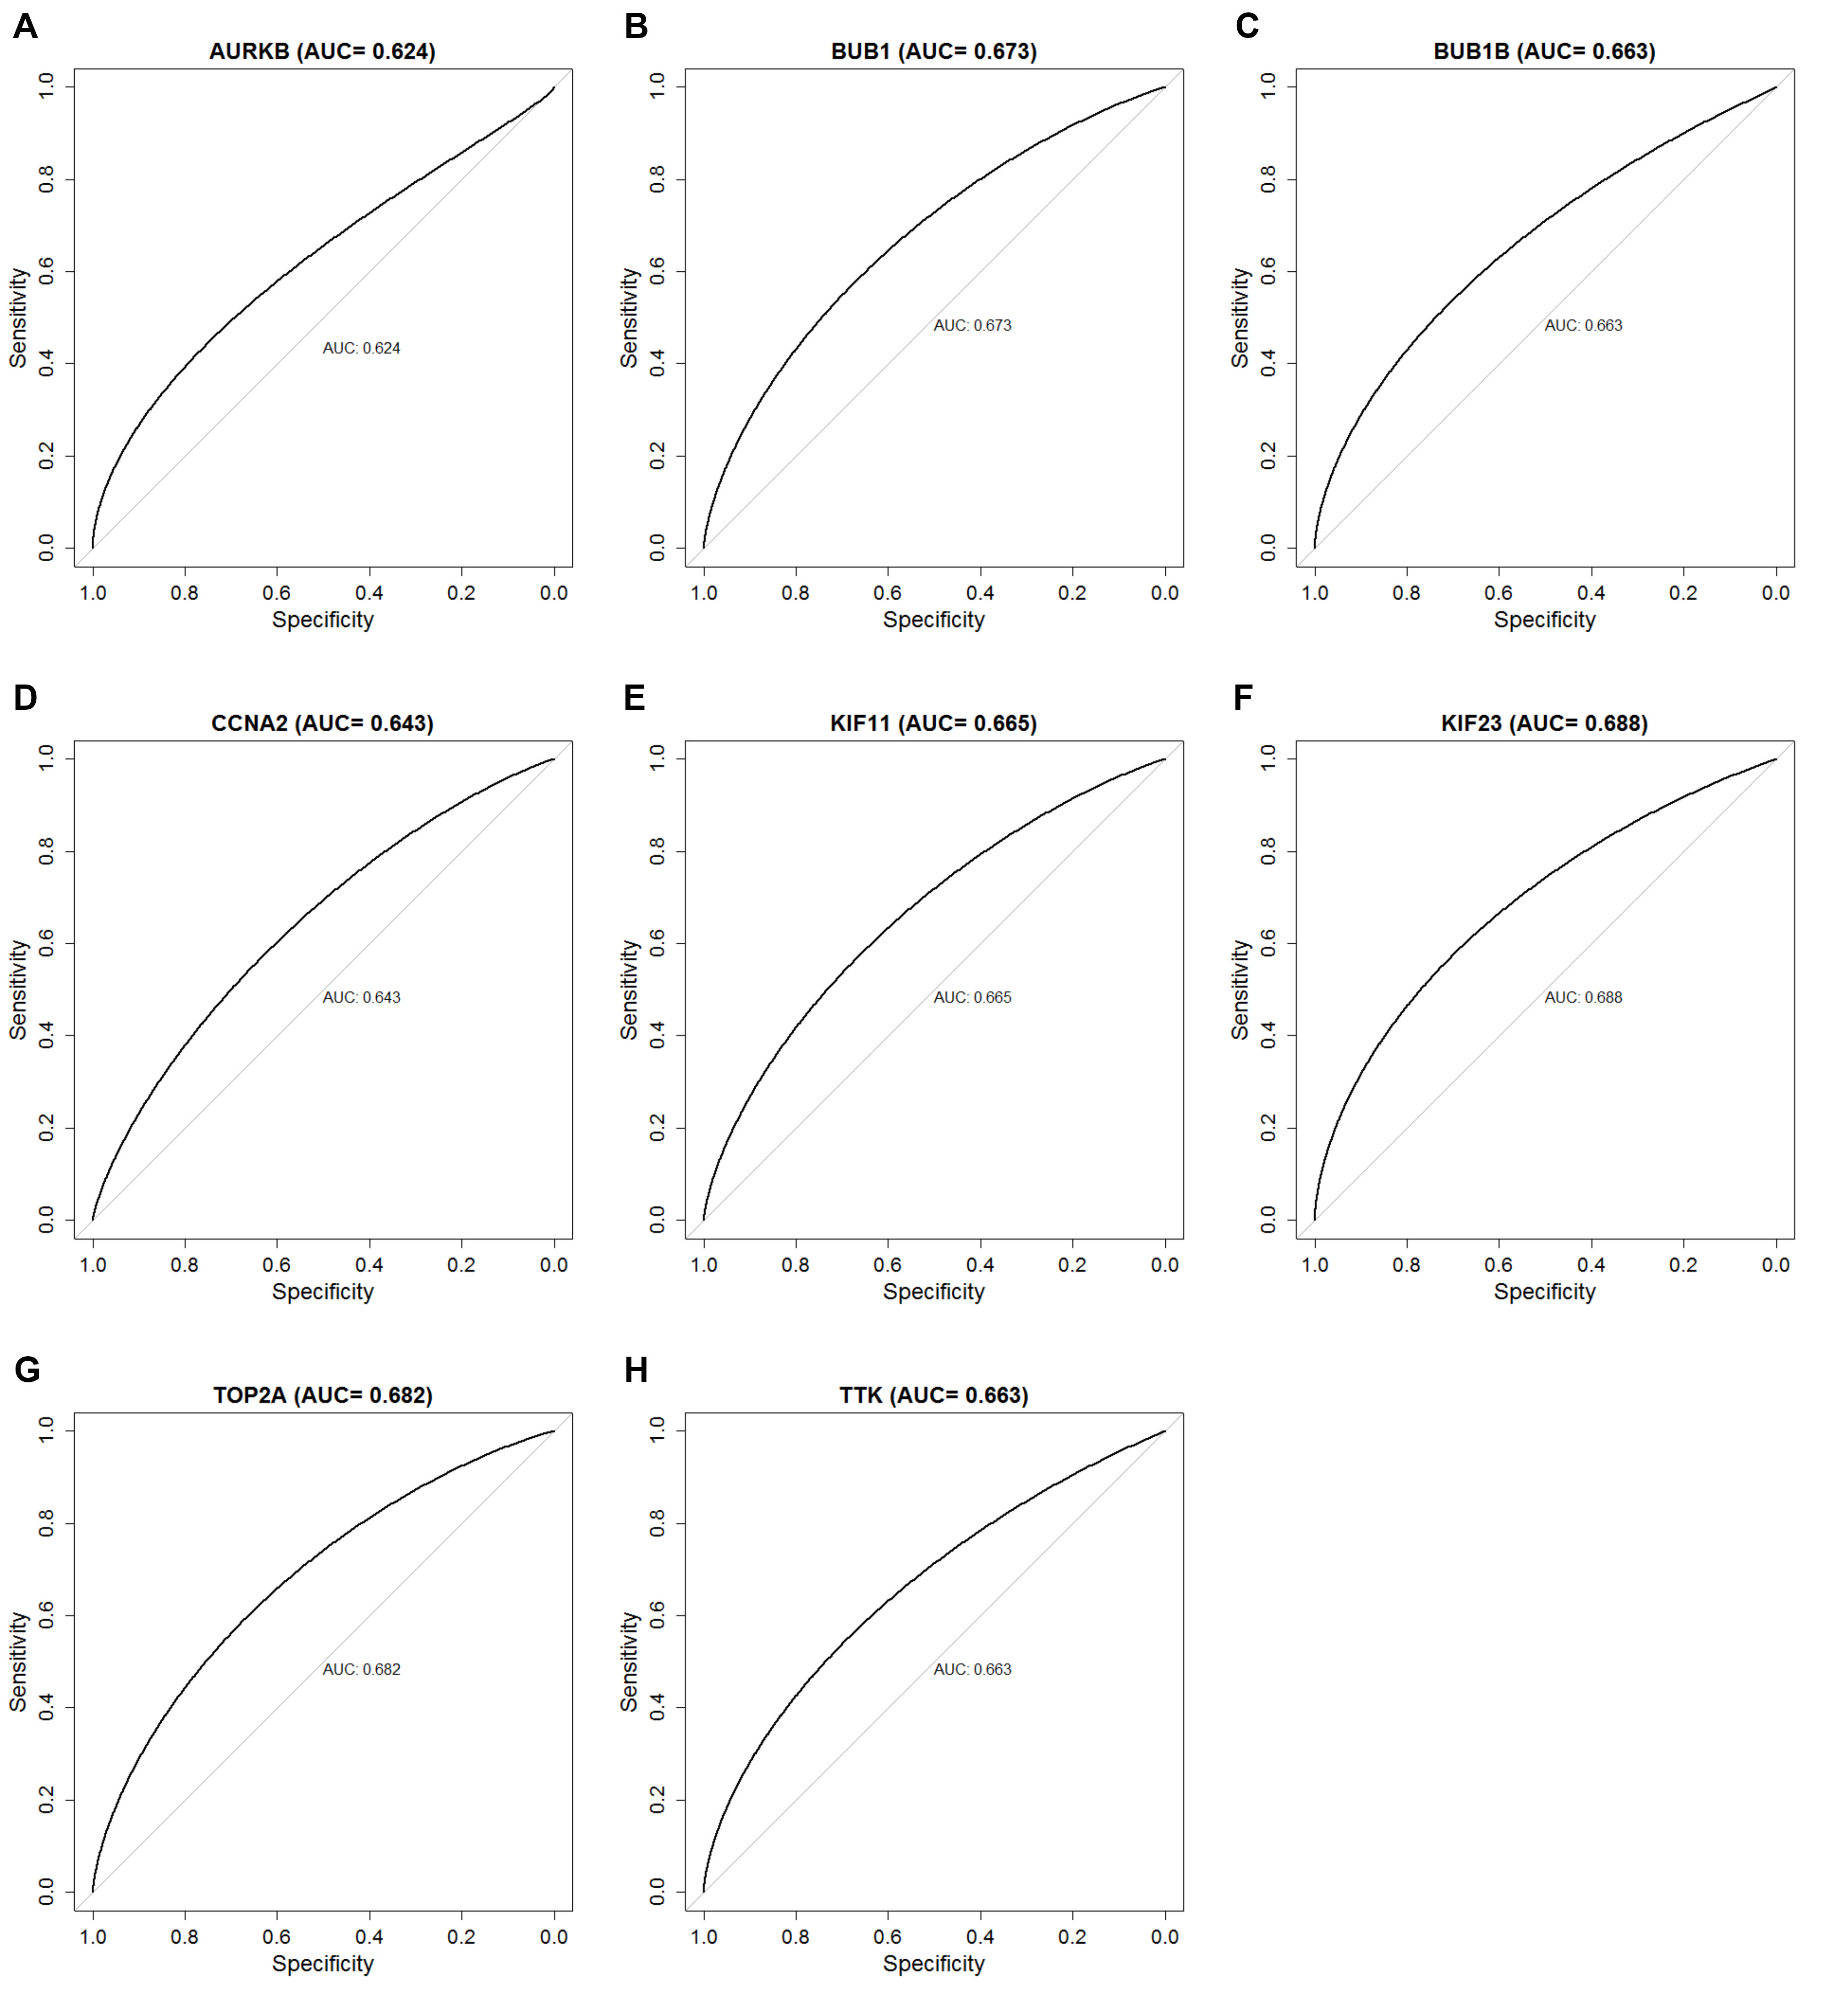 A
AURKB (AUC= 0.624)
Sensitivity
0.0 0.2 0.4 0.6 0.8 1.0
AUC: 0.624
1.0 0.8 0.6 0.4 0.2 0.0
Specificity
B
BUB1 (AUC= 0.673)
Sensitivity
0.0 0.2 0.4 0.6 0.8 1.0
AUC: 0.673
1.0 0.8 0.6 0.4 0.2 0.0
Specificity
C
BUB1B (AUC= 0.663)
Sensitivity
0.0 0.2 0.4 0.6 0.8 1.0
AUC: 0.663
1.0 0.8 0.6 0.4 0.2 0.0
Specificity
D
CCNA2 (AUC= 0.643)
Sensitivity
0.0 0.2 0.4 0.6 0.8 1.0
AUC: 0.643
1.0 0.8 0.6 0.4 0.2 0.0
Specificity
E
KIF11 (AUC= 0.665)
Sensitivity
0.0 0.2 0.4 0.6 0.8 1.0
AUC: 0.665
1.0 0.8 0.6 0.4 0.2 0.0
Specificity
F
KIF23 (AUC= 0.688)
Sensitivity
0.0 0.2 0.4 0.6 0.8 1.0
AUC: 0.688
1.0 0.8 0.6 0.4 0.2 0.0
Specificity
G
TOP2A (AUC= 0.682)
Sensitivity
0.0 0.2 0.4 0.6 0.8 1.0
AUC: 0.682
1.0 0.8 0.6 0.4 0.2 0.0
Specificity
H
TTK (AUC= 0.663)
Sensitivity
0.0 0.2 0.4 0.6 0.8 1.0
AUC: 0.663
1.0 0.8 0.6 0.4 0.2 0.0
Specificity